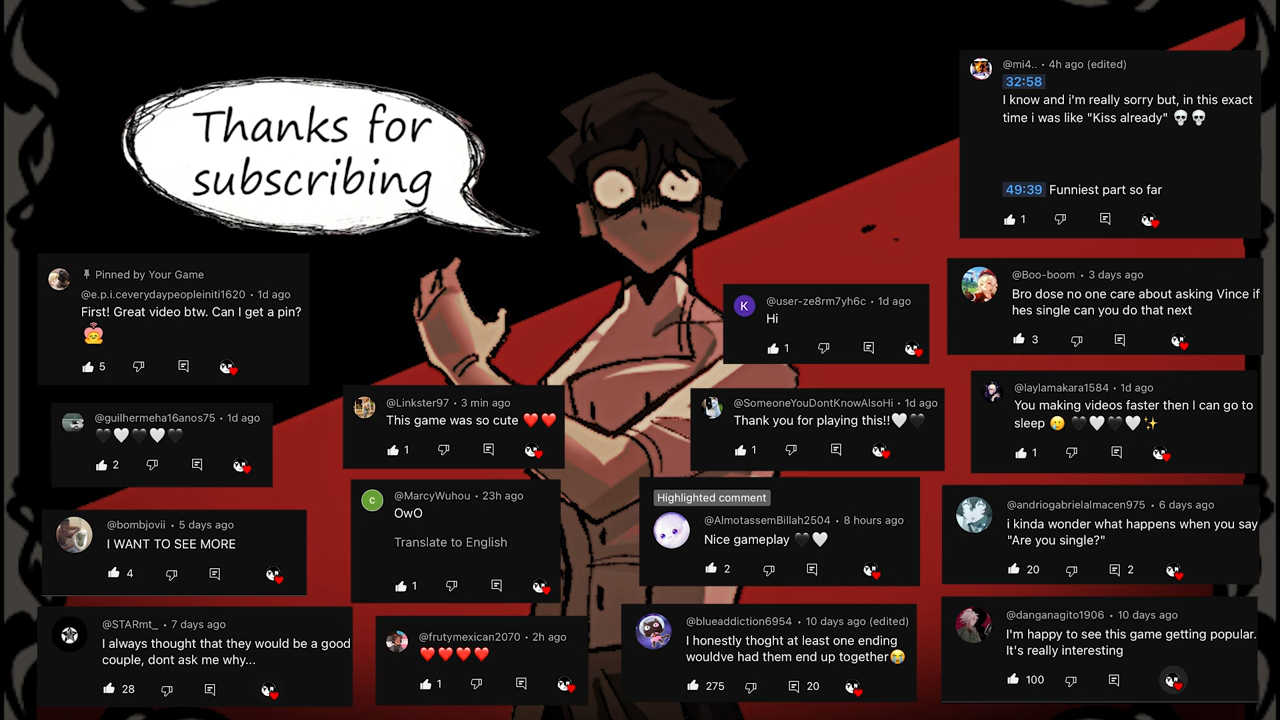 Thanks for
subscribing
@mi4.. • 4h ago (edited)
32:58
I know and i'm really sorry but, in this exact
time i was like "Kiss already" 💀💀
49:39 Funniest part so far
1
📌 Pinned by Your Game
@e.p.i.ceverydaypeopleiniti1620 • 1d ago
First! Great video btw. Can I get a pin?
5
@user-ze8rm7yh6c • 1d ago
K
Hi
1
@Boo-boom • 3 days ago
Bro dose no one care about asking Vince if
hes single can you do that next
3
@guilhermeha16anos75 • 1d ago
🖤🤍🖤🤍🖤
2
@Linkster97 • 3 min ago
This game was so cute ❤️❤️
1
@SomeoneYouDontKnowAlsoHi • 1d ago
Thank you for playing this!!🤍🖤
1
@laylamakara1584 • 1d ago
You making videos faster then I can go to
sleep 🥲 🖤🤍🖤🤍✨
1
@bombjovii • 5 days ago
I WANT TO SEE MORE
4
C
@MarcyWuhou • 23h ago
OwO
Translate to English
1
Highlighted comment
@AlmotassemBillah2504 • 8 hours ago
Nice gameplay 🖤🤍
2
@andriogabrielalmacen975 • 6 days ago
i kinda wonder what happens when you say
"Are you single?"
20 2
@STARmt_ • 7 days ago
I always thought that they would be a good
couple, dont ask me why...
28
@frutymexican2070 • 2h ago
❤️❤️❤️❤️
1
@blueaddiction6954 • 10 days ago (edited)
I honestly thoght at least one ending
wouldve had them end up together😭
275 20
@danganagito1906 • 10 days ago
I'm happy to see this game getting popular.
It's really interesting
100